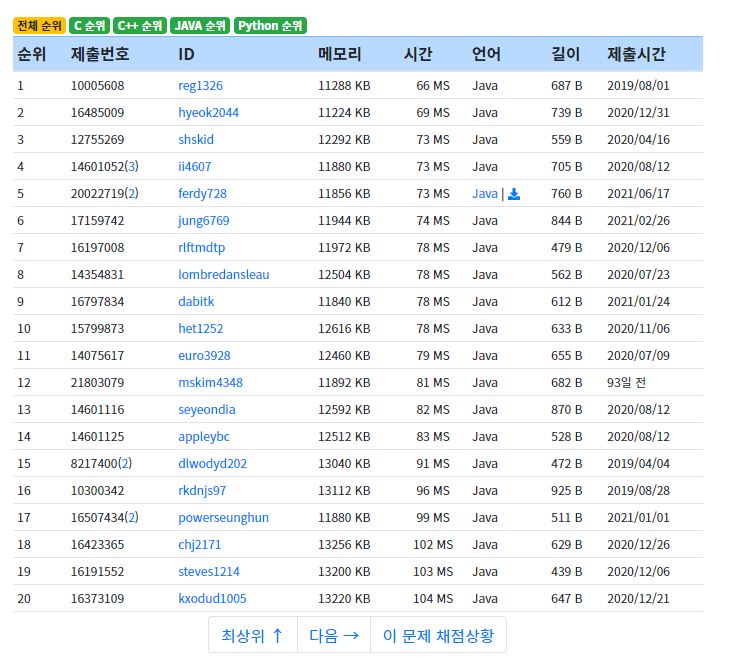 전체 순위 C 순위 C++ 순위 JAVA 순위 Python 순위
순위 제출번호 ID 메모리 시간 언어 길이 제출시간
1 10005608 reg1326 11288 KB 66 MS Java 687 B 2019/08/01
2 16485009 hyeok2044 11224 KB 69 MS Java 739 B 2020/12/31
3 12755269 shskid 12292 KB 73 MS Java 559 B 2020/04/16
4 14601052(3) ii4607 11880 KB 73 MS Java 705 B 2020/08/12
5 20022719(2) ferdy728 11856 KB 73 MS Java | 760 B 2021/06/17
6 17159742 jung6769 11944 KB 74 MS Java 844 B 2021/02/26
7 16197008 rlftmdtp 11972 KB 78 MS Java 479 B 2020/12/06
8 14354831 lombredansleau 12504 KB 78 MS Java 562 B 2020/07/23
9 16797834 dabitk 11840 KB 78 MS Java 612 B 2021/01/24
10 15799873 het1252 12616 KB 78 MS Java 633 B 2020/11/06
11 14075617 euro3928 12460 KB 79 MS Java 655 B 2020/07/09
12 21803079 mskim4348 11892 KB 81 MS Java 682 B 93일 전
13 14601116 seyeondia 12592 KB 82 MS Java 870 B 2020/08/12
14 14601125 appleybc 12512 KB 83 MS Java 528 B 2020/08/12
15 8217400(2) dlwodyd202 13040 KB 91 MS Java 472 B 2019/04/04
16 10300342 rkdnjs97 13112 KB 96 MS Java 925 B 2019/08/28
17 16507434(2) powerseunghun 11880 KB 99 MS Java 511 B 2021/01/01
18 16423365 chj2171 13256 KB 102 MS Java 629 B 2020/12/26
19 16191552 steves1214 13200 KB 103 MS Java 439 B 2020/12/06
20 16373109 kxodud1005 13220 KB 104 MS Java 647 B 2020/12/21
최상위 ↑ 다음 → 이 문제 채점상황